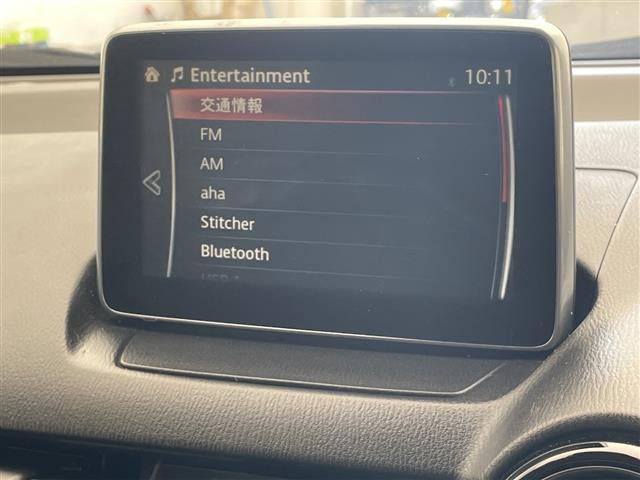 Entertainment 10:11
交通情報
FM
AM
aha
Stitcher
Bluetooth